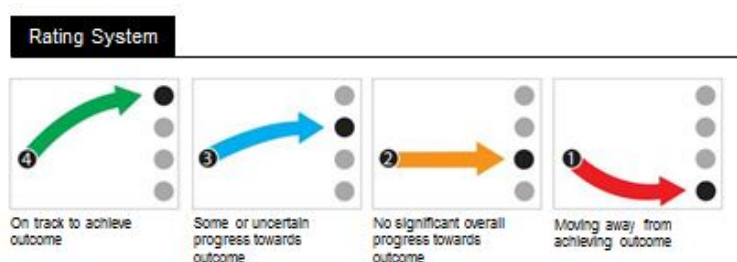 Rating System
4
3
2
1
On track to achieve
outcome
Some or uncertain
progress towards
outcome
No significant overall
progress towards
outcome
Moving away from
achieving outcome